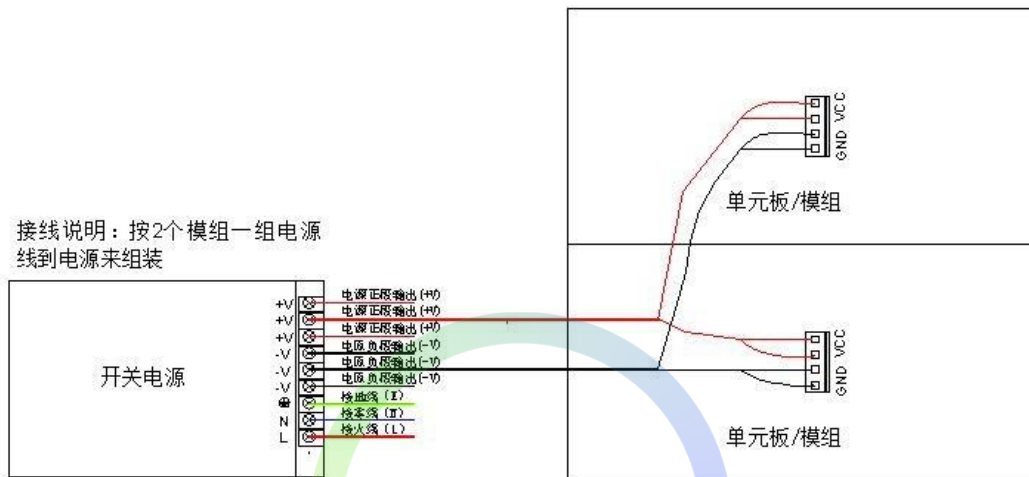 VCC
GND
单元板/模组
接线说明：按2个模组一组电源
线到电源来组装
开关电源
+V 电源正极输出(+V)
+V 电源正极输出(+V)
+V 电源正极输出(+V)
-V 电源负极输出(-V)
-V 电源负极输出(-V)
-V 电源负极输出(-V)
接地线(E)
N 接零线(N)
L 接火线(L)
VCC
GND
单元板/模组